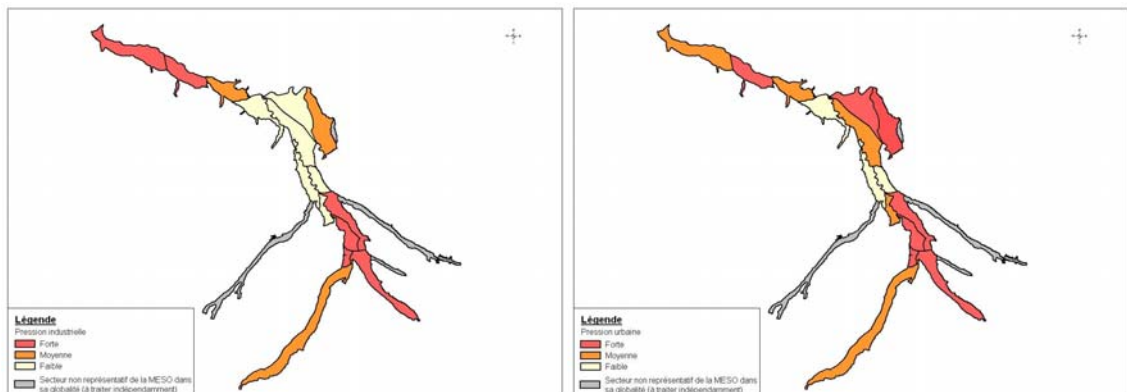 Légende
Pression industrielle
Forte
Moyenne
Faible
Secteur non représentatif de la MESO dans
sa globalité (à traiter indépendamment)
Légende
Pression urbaine
Forte
Moyenne
Faible
Secteur non représentatif de la MESO dans
sa globalité (à traiter indépendamment)